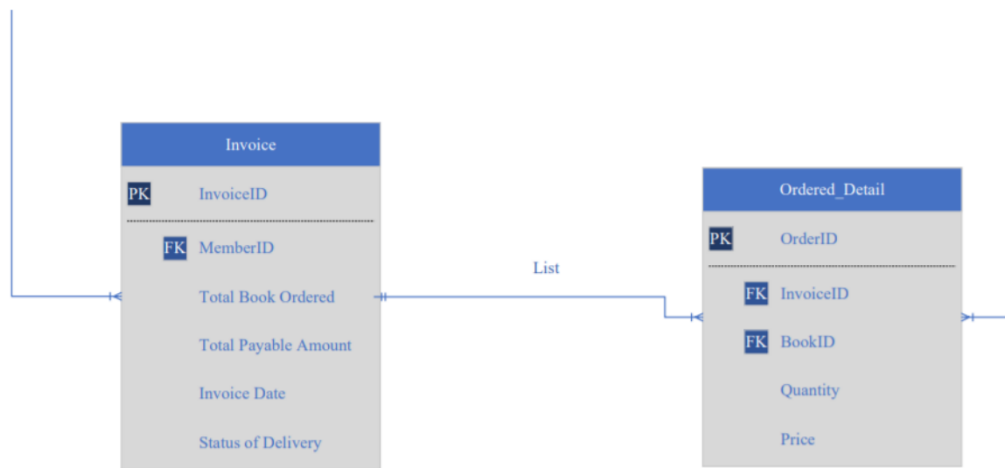 Invoice
PK InvoiceID
FK MemberID
Total Book Ordered
Total Payable Amount
Invoice Date
Status of Delivery
List
Ordered_Detail
PK OrderID
FK InvoiceID
FK BookID
Quantity
Price